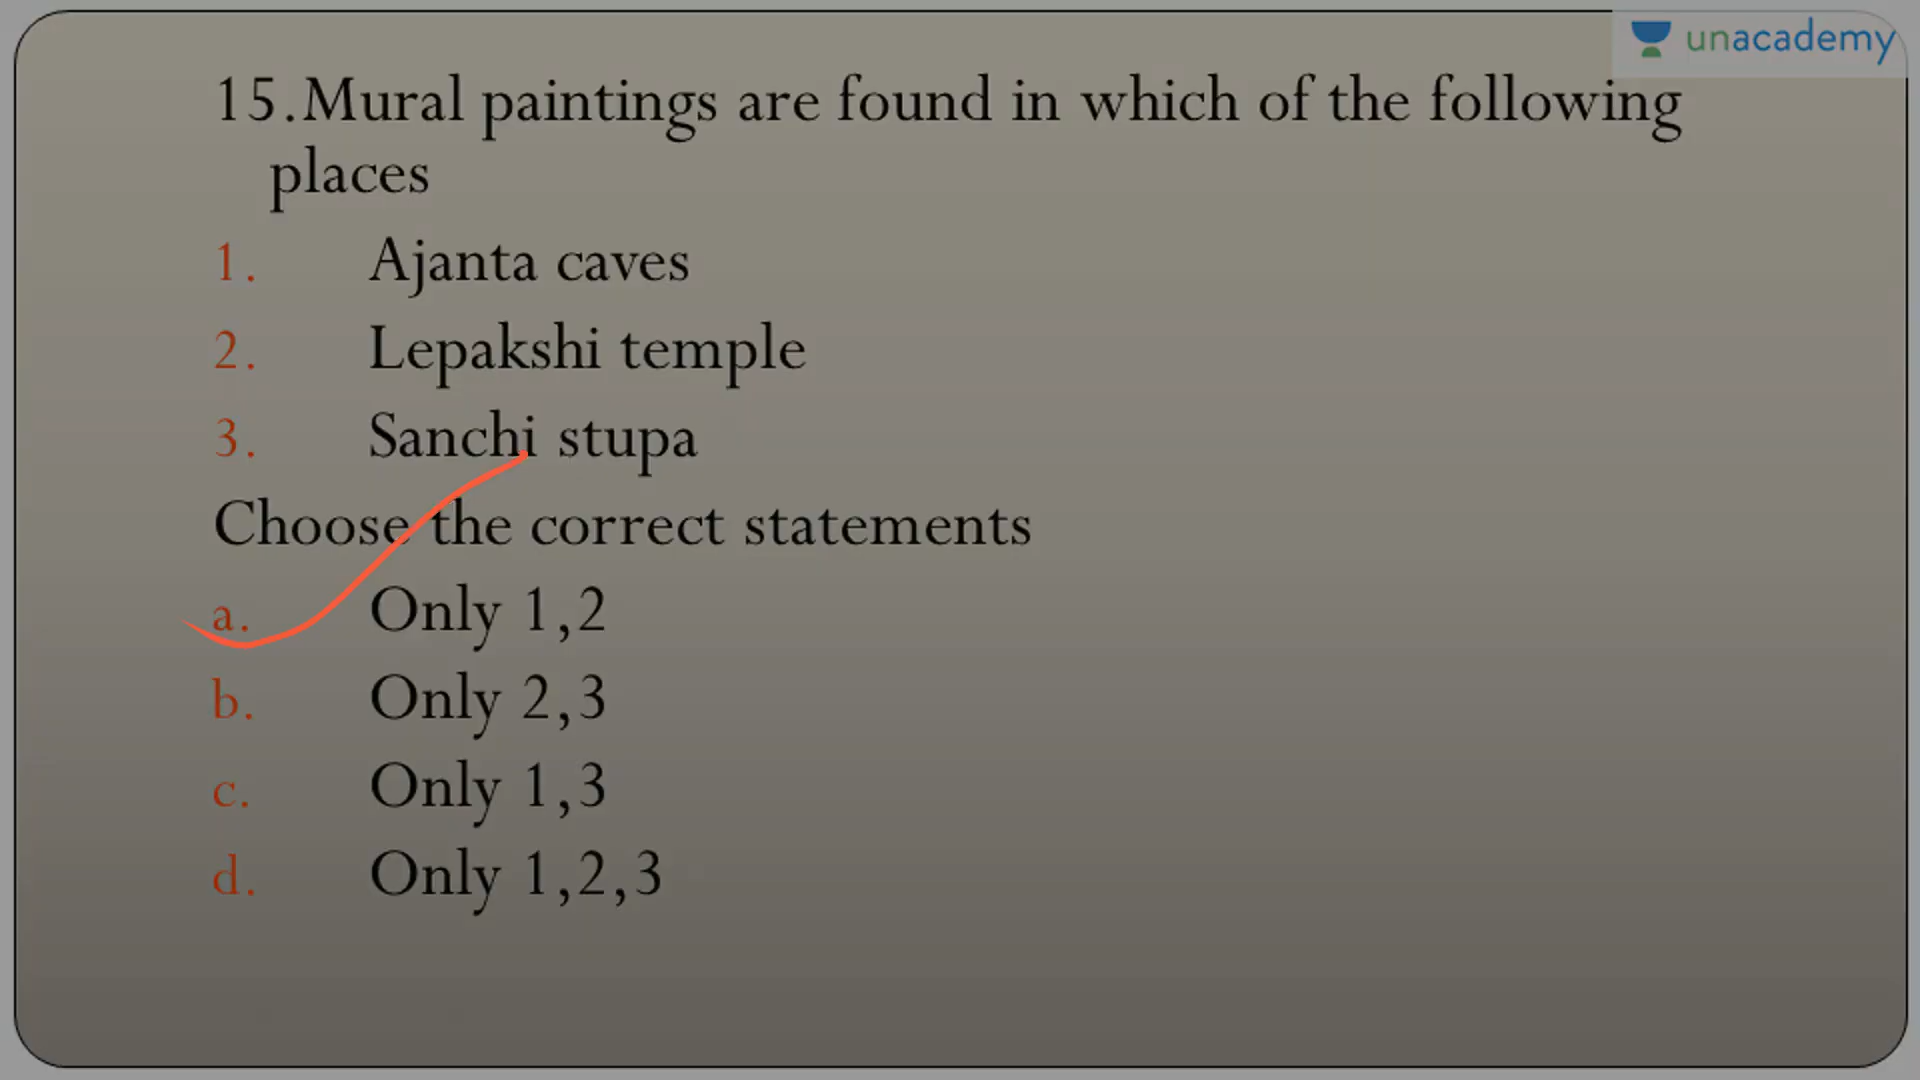 unacademy
15.Mural paintings are found in which of the following
places
1. Ajanta caves
2. Lepakshi temple
3. Sanchi stupa
Choose the correct statements
a. Only 1,2
b. Only 2,3
c. Only 1,3
d. Only 1,2,3